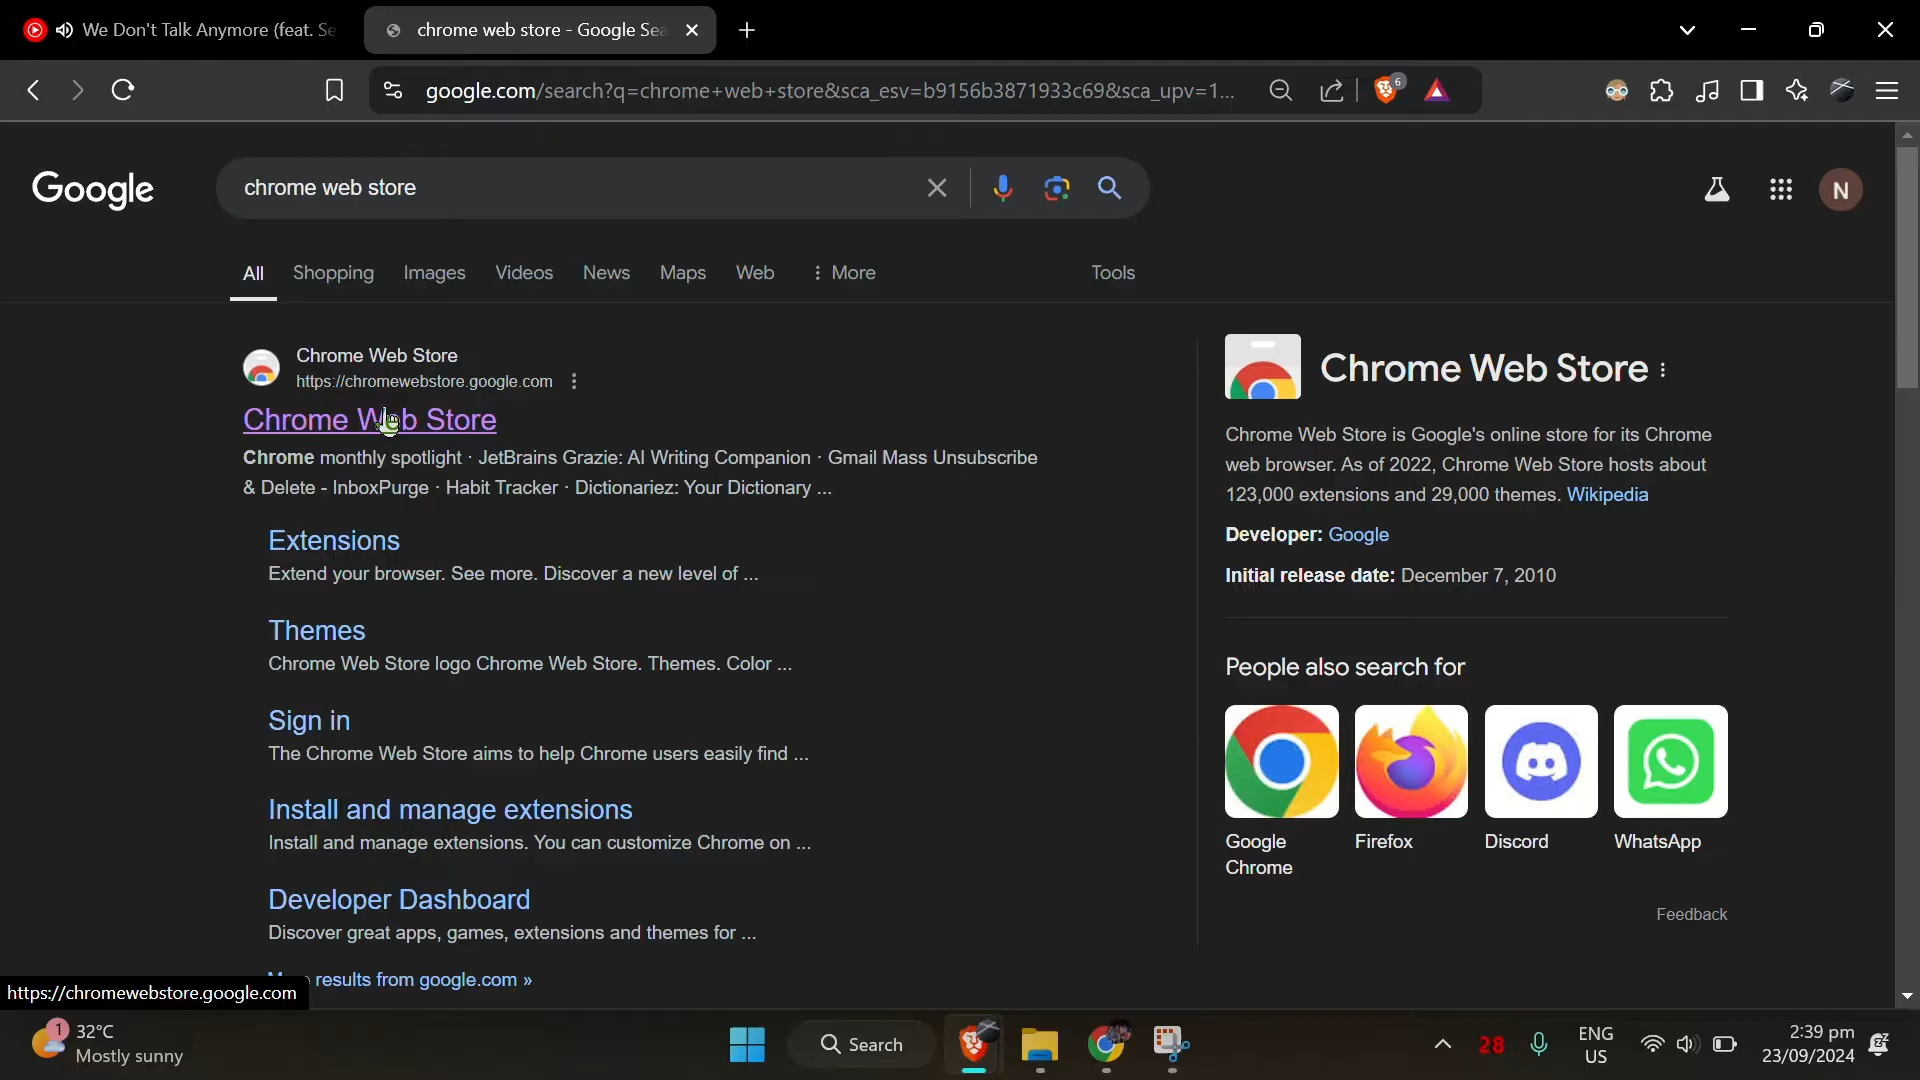 We Don't Talk Anymore (feat. Se
chrome web store - Google Sea
google.com/search?q=chrome+web+store&sca_esv=b9156b3871933c69&sca_upv=1...
6
Google
chrome web store
N
All
Shopping
Images
Videos
News
Maps
Web
More
Tools
Chrome Web Store
https://chromewebstore.google.com
Chrome Web Store
Chrome monthly spotlight · JetBrains Grazie: AI Writing Companion · Gmail Mass Unsubscribe
& Delete - InboxPurge · Habit Tracker · Dictionariez: Your Dictionary ...
Extensions
Extend your browser. See more. Discover a new level of ...
Themes
Chrome Web Store logo Chrome Web Store. Themes. Color ...
Sign in
The Chrome Web Store aims to help Chrome users easily find ...
Install and manage extensions
Install and manage extensions. You can customize Chrome on ...
Developer Dashboard
Discover great apps, games, extensions and themes for ...
results from google.com »
https://chromewebstore.google.com
Chrome Web Store
Chrome Web Store is Google's online store for its Chrome
web browser. As of 2022, Chrome Web Store hosts about
123,000 extensions and 29,000 themes. Wikipedia
Developer: Google
Initial release date: December 7, 2010
People also search for
Google
Chrome
Firefox
Discord
WhatsApp
Feedback
1
32°C
Mostly sunny
Search
28
ENG
US
2:39 pm
23/09/2024